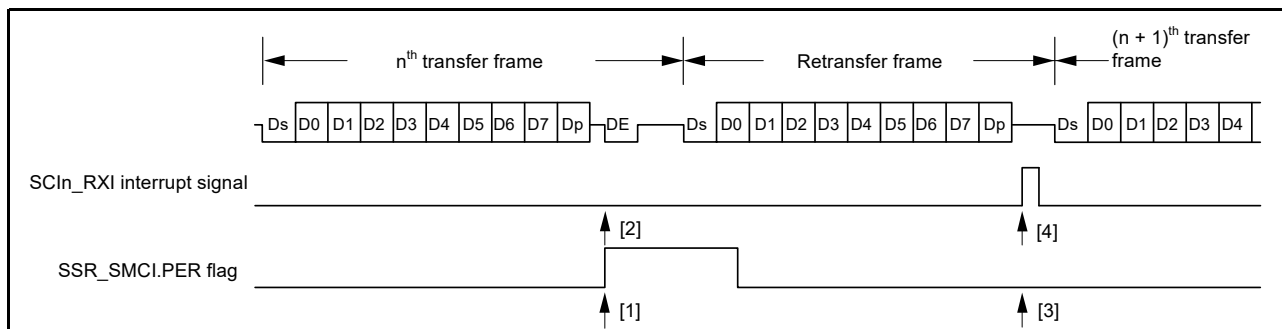 nth transfer frame
Retransfer frame
(n + 1)th transfer
frame
Ds D0 D1 D2 D3 D4 D5 D6 D7 Dp DE Ds D0 D1 D2 D3 D4 D5 D6 D7 Dp Ds D0 D1 D2 D3 D4
SCIn_RXI interrupt signal
[2]
[4]
SSR_SMCI.PER flag
[1]
[3]